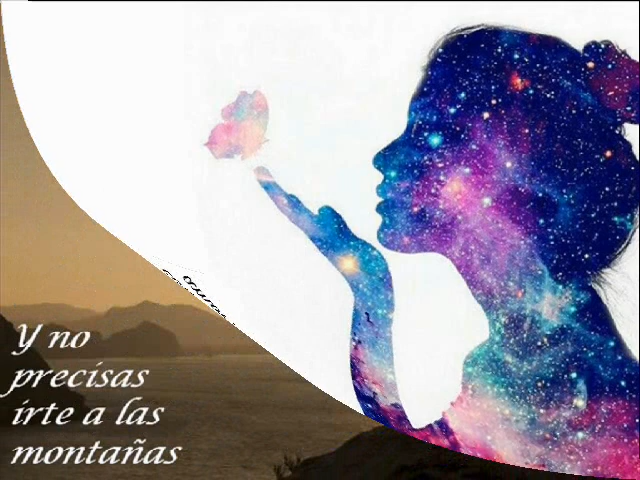 Y no
precisas
irte a las
montañas